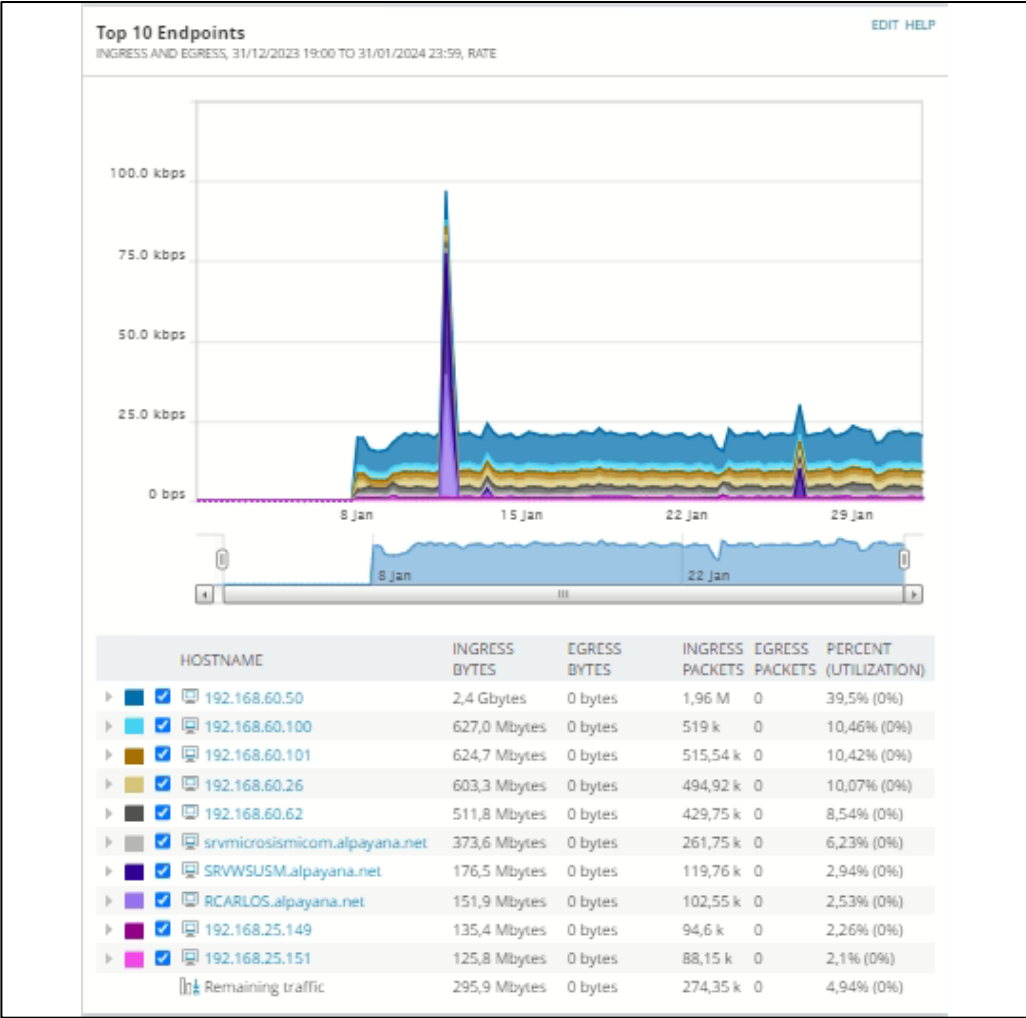 Top 10 Endpoints
EDIT HELP
INGRESS AND EGRESS, 31/12/2023 19:00 TO 31/01/2024 23:59, RATE
100.0 kbps
75.0 kbps
50.0 kbps
25.0 kbps
0 bps
8 Jan 15 Jan 22 Jan 29 Jan
8 Jan 22 Jan
HOSTNAME INGRESS BYTES EGRESS BYTES INGRESS PACKETS EGRESS PACKETS PERCENT (UTILIZATION)
192.168.60.50 2,4 Gbytes 0 bytes 1,96 M 0 39,5% (0%)
192.168.60.100 627,0 Mbytes 0 bytes 519 k 0 10,46% (0%)
192.168.60.101 624,7 Mbytes 0 bytes 515,54 k 0 10,42% (0%)
192.168.60.26 603,3 Mbytes 0 bytes 494,92 k 0 10,07% (0%)
192.168.60.62 511,8 Mbytes 0 bytes 429,75 k 0 8,54% (0%)
srvmicrosismicom.alpayana.net 373,6 Mbytes 0 bytes 261,75 k 0 6,23% (0%)
SRVWSUSM.alpayana.net 176,5 Mbytes 0 bytes 119,76 k 0 2,94% (0%)
RCARLOS.alpayana.net 151,9 Mbytes 0 bytes 102,55 k 0 2,53% (0%)
192.168.25.149 135,4 Mbytes 0 bytes 94,6 k 0 2,26% (0%)
192.168.25.151 125,8 Mbytes 0 bytes 88,15 k 0 2,1% (0%)
Remaining traffic 295,9 Mbytes 0 bytes 274,35 k 0 4,94% (0%)